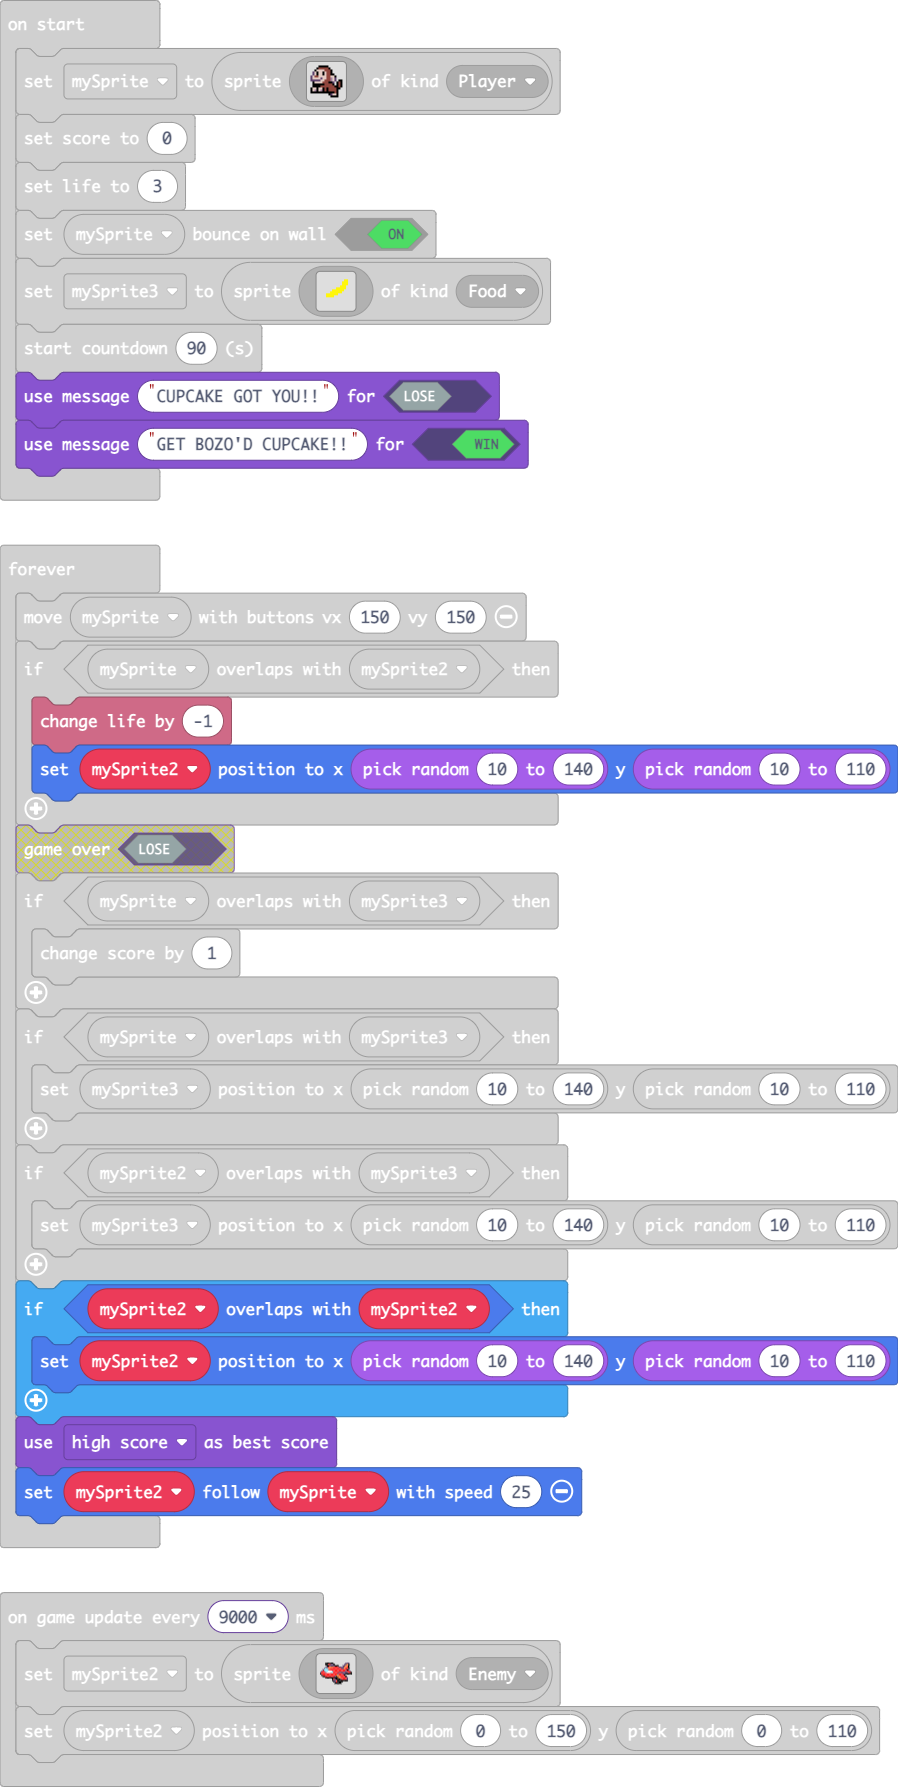 on start
set mySprite to sprite of kind Player
set score to 0
set life to 3
set mySprite bounce on wall ON
set mySprite3 to sprite of kind Food
start countdown 90 (s)
use message "CUPCAKE GOT YOU!!" for LOSE
use message "GET BOZO'D CUPCAKE!!" for WIN
forever
move mySprite with buttons vx 150 vy 150
if mySprite overlaps with mySprite2 then
change life by -1
set mySprite2 position to x pick random 10 to 140 y pick random 10 to 110
game over LOSE
if mySprite overlaps with mySprite3 then
change score by 1
if mySprite overlaps with mySprite3 then
set mySprite3 position to x pick random 10 to 140 y pick random 10 to 110
if mySprite2 overlaps with mySprite3 then
set mySprite3 position to x pick random 10 to 140 y pick random 10 to 110
if mySprite2 overlaps with mySprite2 then
set mySprite2 position to x pick random 10 to 140 y pick random 10 to 110
use high score as best score
set mySprite2 follow mySprite with speed 25
on game update every 9000 ms
set mySprite2 to sprite of kind Enemy
set mySprite2 position to x pick random 0 to 150 y pick random 0 to 110